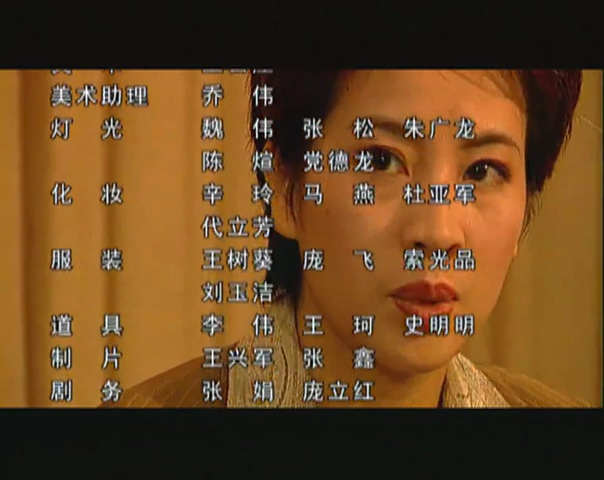 美术助理 乔伟
灯光 魏伟 张松 朱广龙
陈煊 党德龙
化妆 辛玲 马燕 杜亚军
代立芳
服装 王树葵 庞飞 索光晶
刘玉洁
道具 李伟 王珂 史明明
制片 王兴军 张鑫
剧务 张娟 庞立红